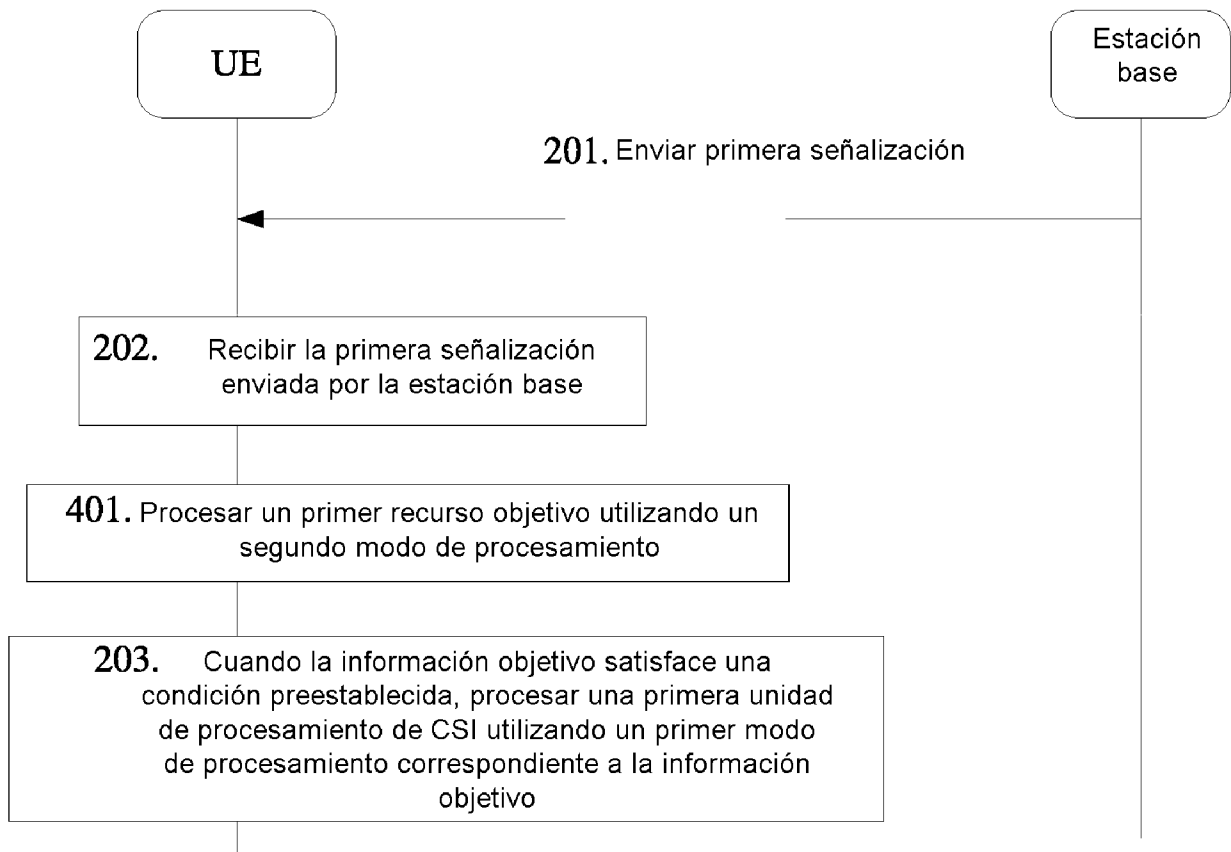 UE
Estación
base
201. Enviar primera señalización
202. Recibir la primera señalización
enviada por la estación base
401. Procesar un primer recurso objetivo utilizando un
segundo modo de procesamiento
203. Cuando la información objetivo satisface una
condición preestablecida, procesar una primera unidad
de procesamiento de CSI utilizando un primer modo
de procesamiento correspondiente a la información
objetivo